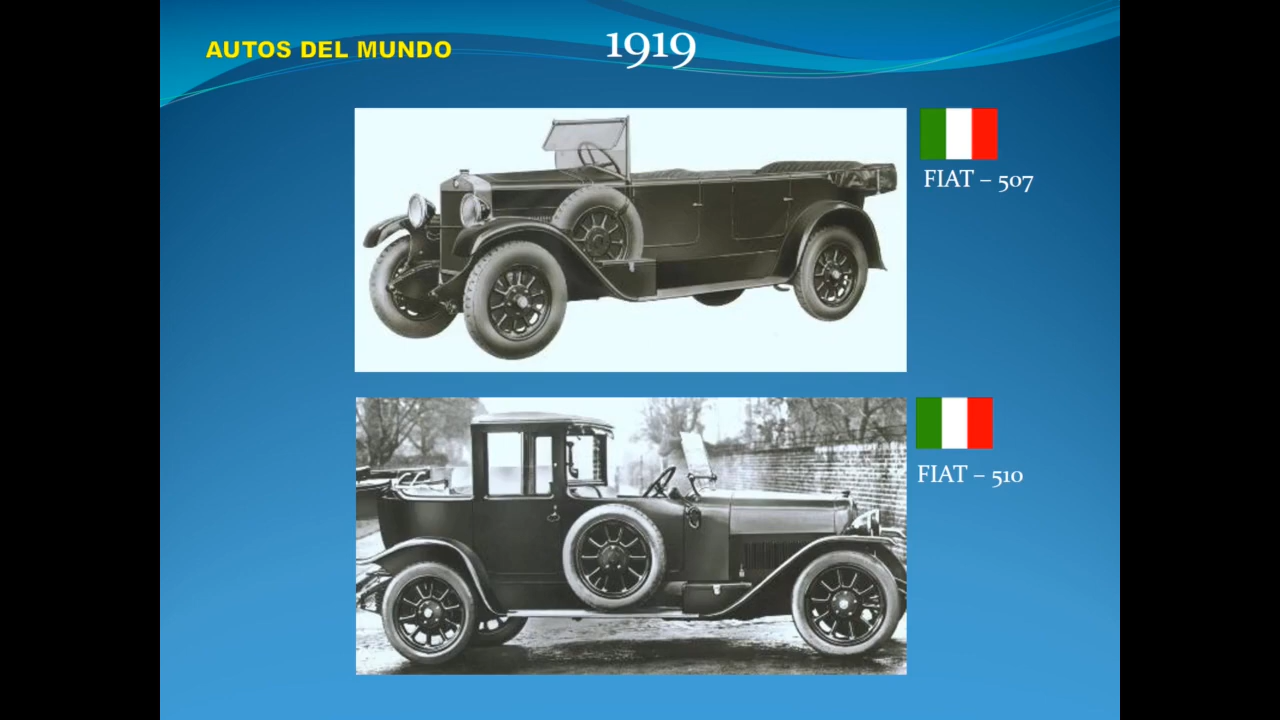 AUTOS DEL MUNDO
1919
FIAT – 507
FIAT – 510